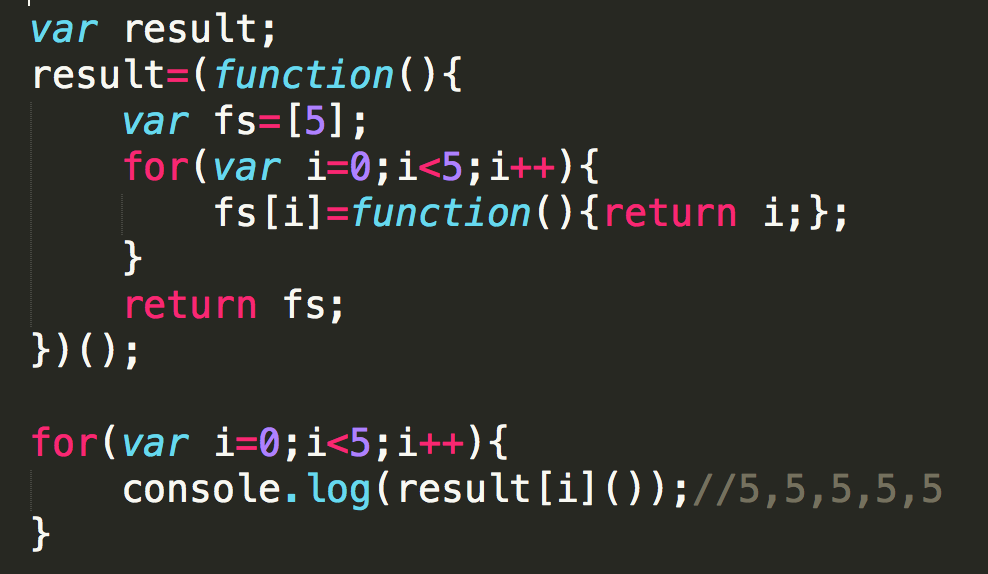 var result;
result=(function(){
    var fs=[5];
    for(var i=0;i<5;i++){
        fs[i]=function(){return i;};
    }
    return fs;
})();

for(var i=0;i<5;i++){
    console.log(result[i]());//5,5,5,5,5
}